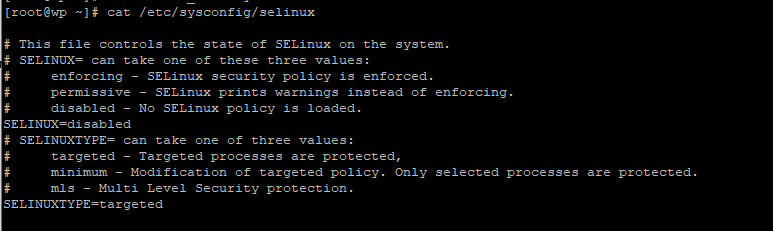 [root@wp ~]# cat /etc/sysconfig/selinux
# This file controls the state of SELinux on the system.
# SELINUX= can take one of these three values:
#     enforcing - SELinux security policy is enforced.
#     permissive - SELinux prints warnings instead of enforcing.
#     disabled - No SELinux policy is loaded.
SELINUX=disabled
# SELINUXTYPE= can take one of three values:
#     targeted - Targeted processes are protected,
#     minimum - Modification of targeted policy. Only selected processes are protected.
#     mls - Multi Level Security protection.
SELINUXTYPE=targeted